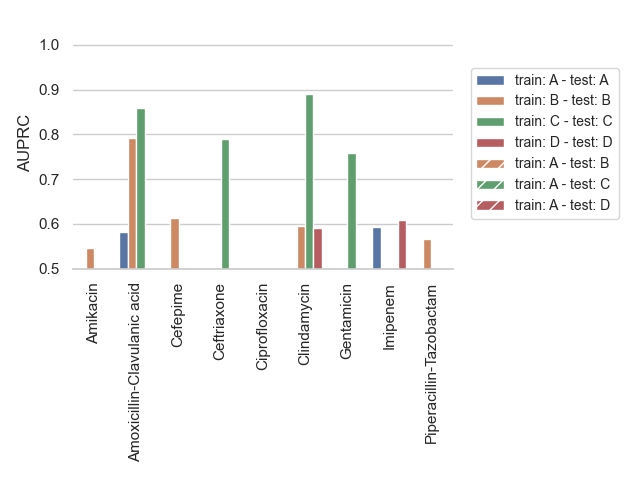 AUPRC
1.0
0.9
0.8
0.7
0.6
0.5
Amikacin
Amoxicillin-Clavulanic acid
Cefepime
Ceftriaxone
Ciprofloxacin
Clindamycin
Gentamicin
Imipenem
Piperacillin-Tazobactam
train: A - test: A
train: B - test: B
train: C - test: C
train: D - test: D
train: A - test: B
train: A - test: C
train: A - test: D